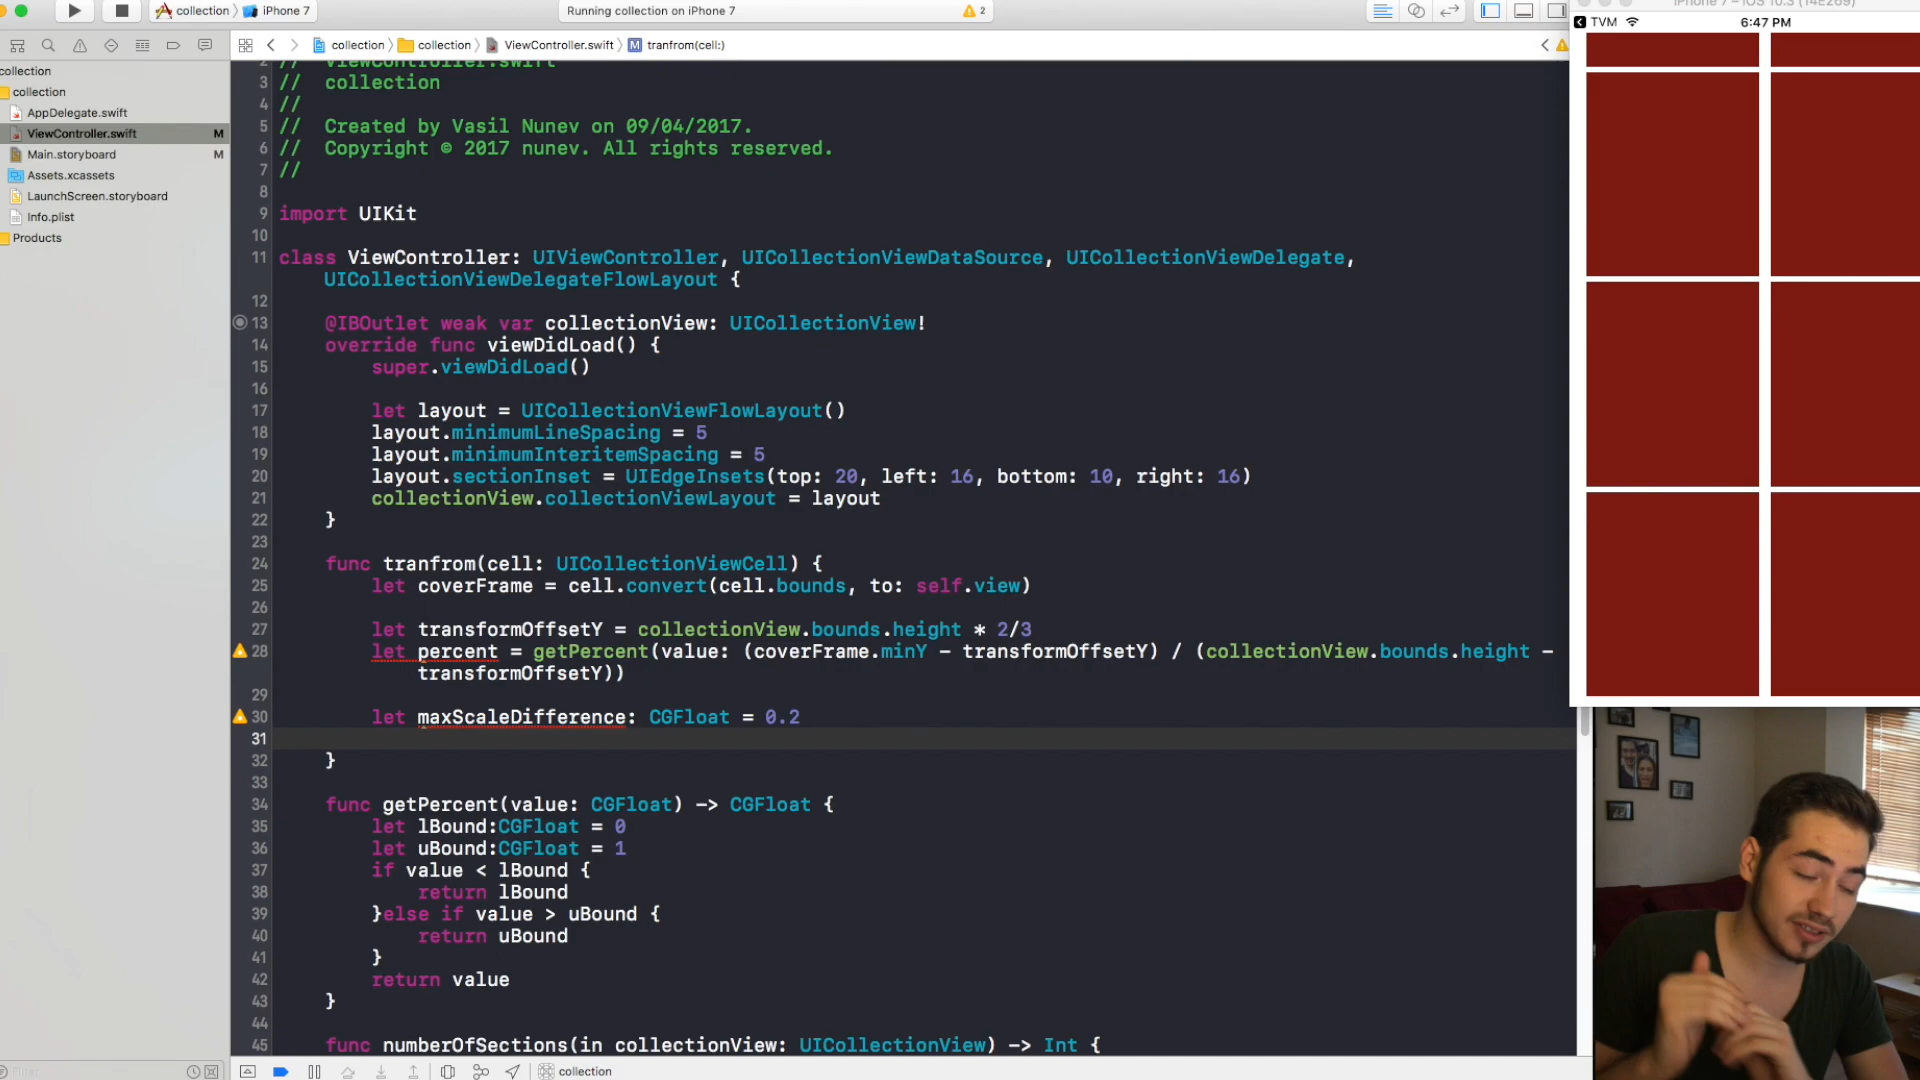 collection
iPhone 7
Running collection on iPhone 7
2
iPhone 7 – iOS 10.3 (14E269)
TVM
6:47 PM
collection
collection
ViewController.swift
M tranfrom(cell:)
collection
collection
AppDelegate.swift
ViewController.swift M
Main.storyboard M
Assets.xcassets
LaunchScreen.storyboard
Info.plist
Products
2 // ViewController.swift
3 // collection
4 //
5 // Created by Vasil Nunev on 09/04/2017.
6 // Copyright © 2017 nunev. All rights reserved.
7 //
8
9 import UIKit
10
11 class ViewController: UIViewController, UICollectionViewDataSource, UICollectionViewDelegate,
UICollectionViewDelegateFlowLayout {
12
13 @IBOutlet weak var collectionView: UICollectionView!
14 override func viewDidLoad() {
15 super.viewDidLoad()
16
17 let layout = UICollectionViewFlowLayout()
18 layout.minimumLineSpacing = 5
19 layout.minimumInteritemSpacing = 5
20 layout.sectionInset = UIEdgeInsets(top: 20, left: 16, bottom: 10, right: 16)
21 collectionView.collectionViewLayout = layout
22 }
23
24 func tranfrom(cell: UICollectionViewCell) {
25 let coverFrame = cell.convert(cell.bounds, to: self.view)
26
27 let transformOffsetY = collectionView.bounds.height * 2/3
28 let percent = getPercent(value: (coverFrame.minY - transformOffsetY) / (collectionView.bounds.height -
transformOffsetY))
29
30 let maxScaleDifference: CGFloat = 0.2
31
32 }
33
34 func getPercent(value: CGFloat) -> CGFloat {
35 let lBound:CGFloat = 0
36 let uBound:CGFloat = 1
37 if value < lBound {
38 return lBound
39 }else if value > uBound {
40 return uBound
41 }
42 return value
43 }
44
45 func numberOfSections(in collectionView: UICollectionView) -> Int {
Filter
collection